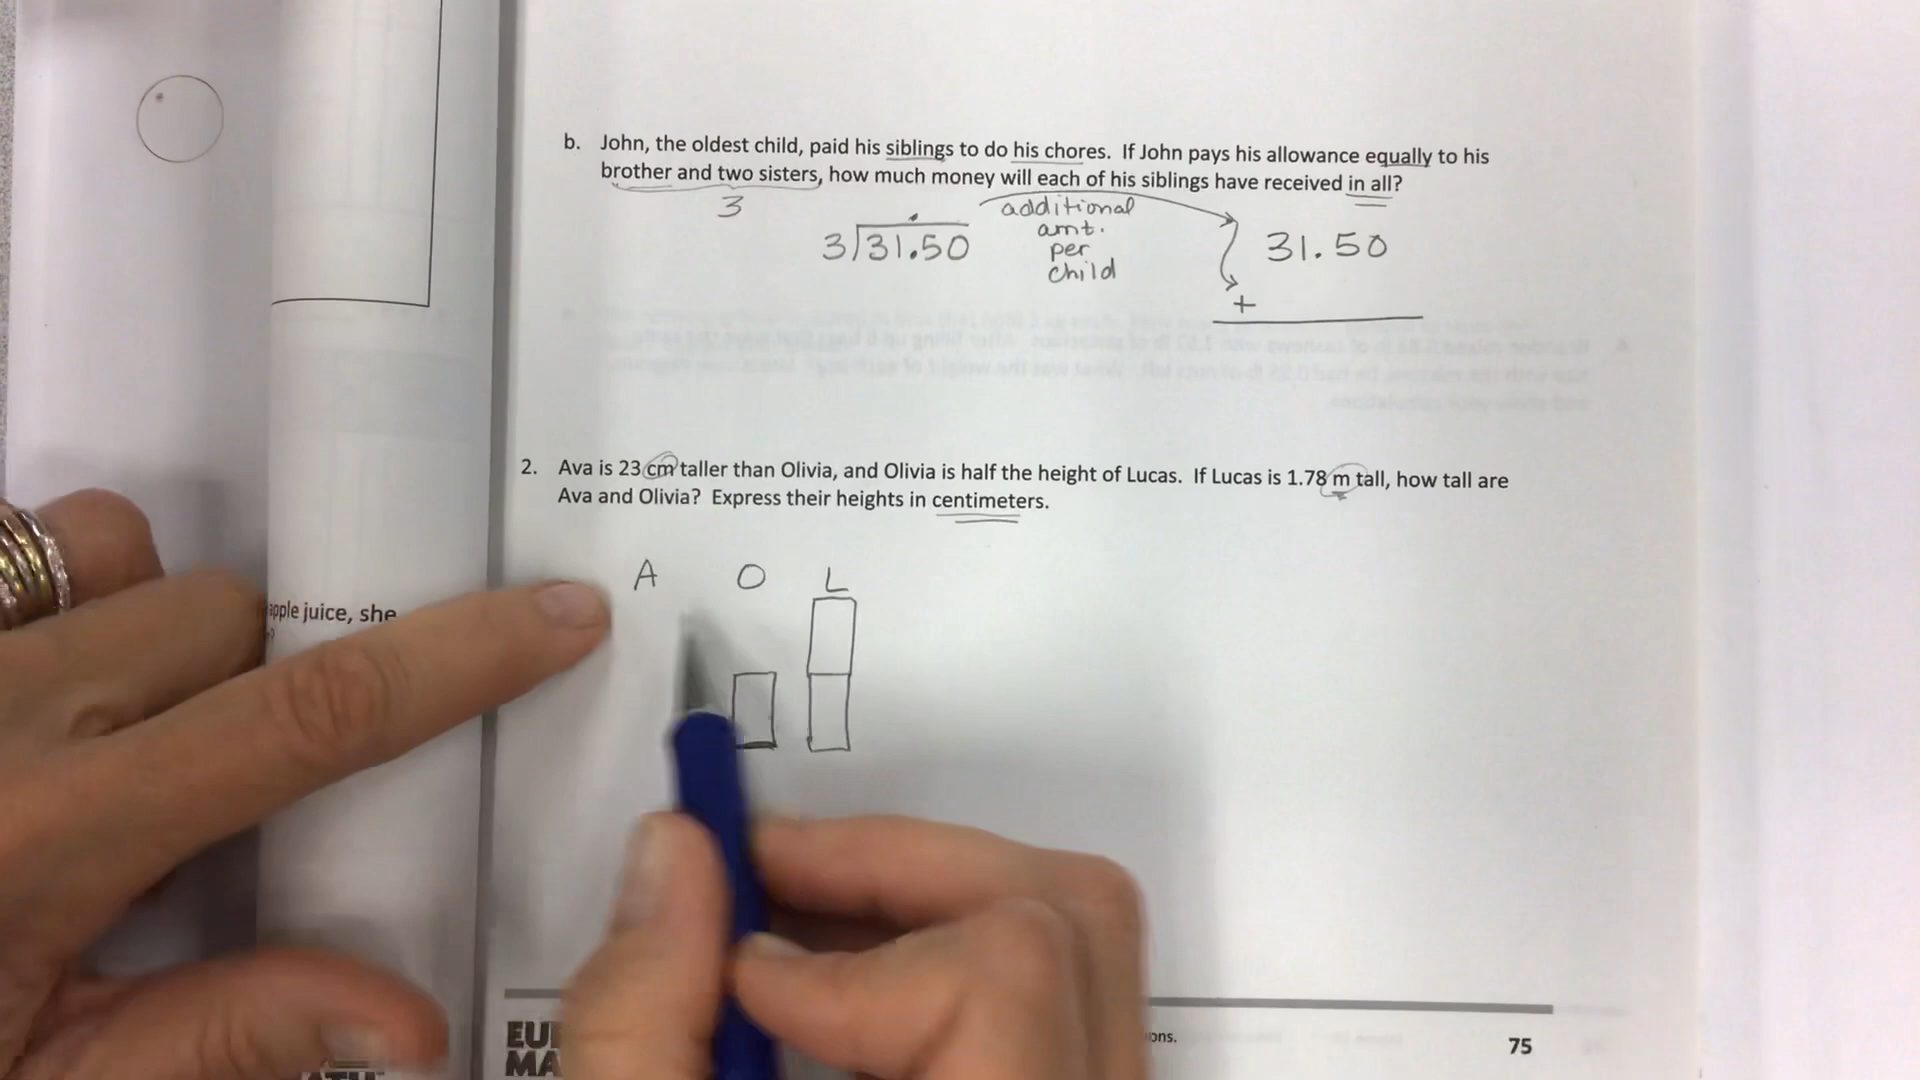 b. John, the oldest child, paid his siblings to do his chores. If John pays his allowance equally to his
brother and two sisters, how much money will each of his siblings have received in all?
3
3)31.50
additional
amt.
per
child
31.50
+
2. Ava is 23 cm taller than Olivia, and Olivia is half the height of Lucas. If Lucas is 1.78 m tall, how tall are
Ava and Olivia? Express their heights in centimeters.
A O L
apple juice, she
EU
MA
ons.
75